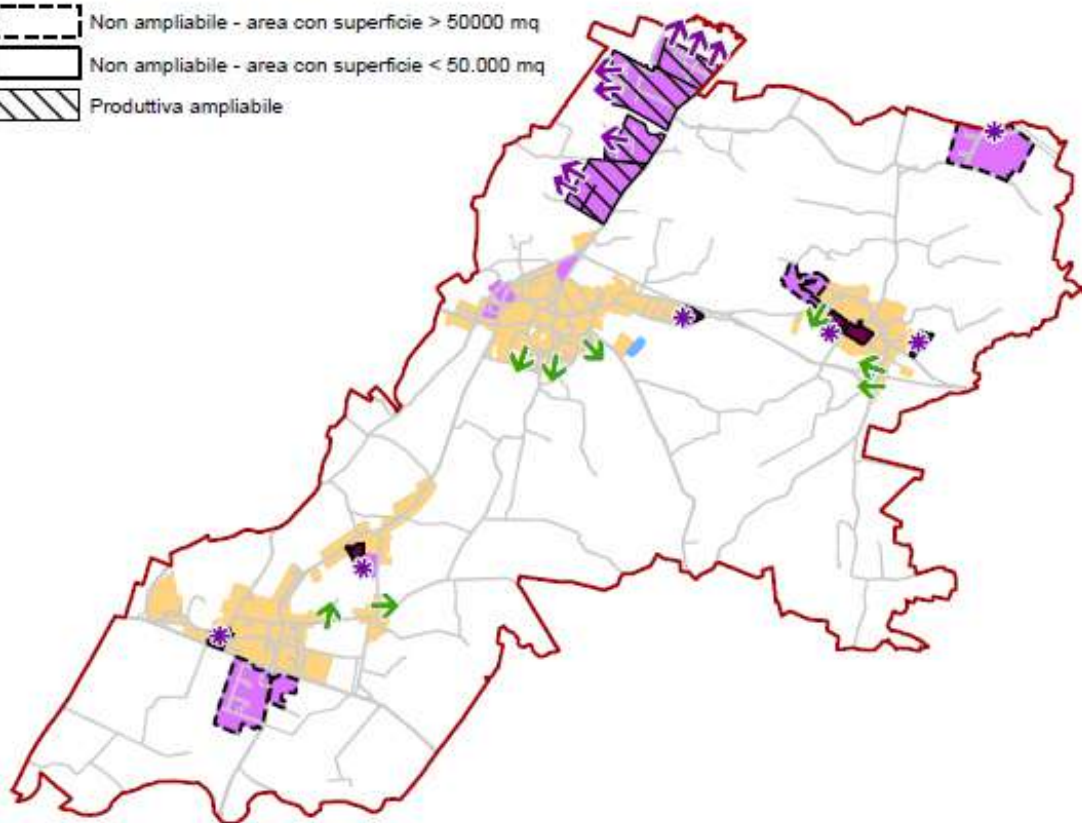 Non ampliabile - area con superficie > 50000 mq
Non ampliabile - area con superficie < 50.000 mq
Produttiva ampliabile